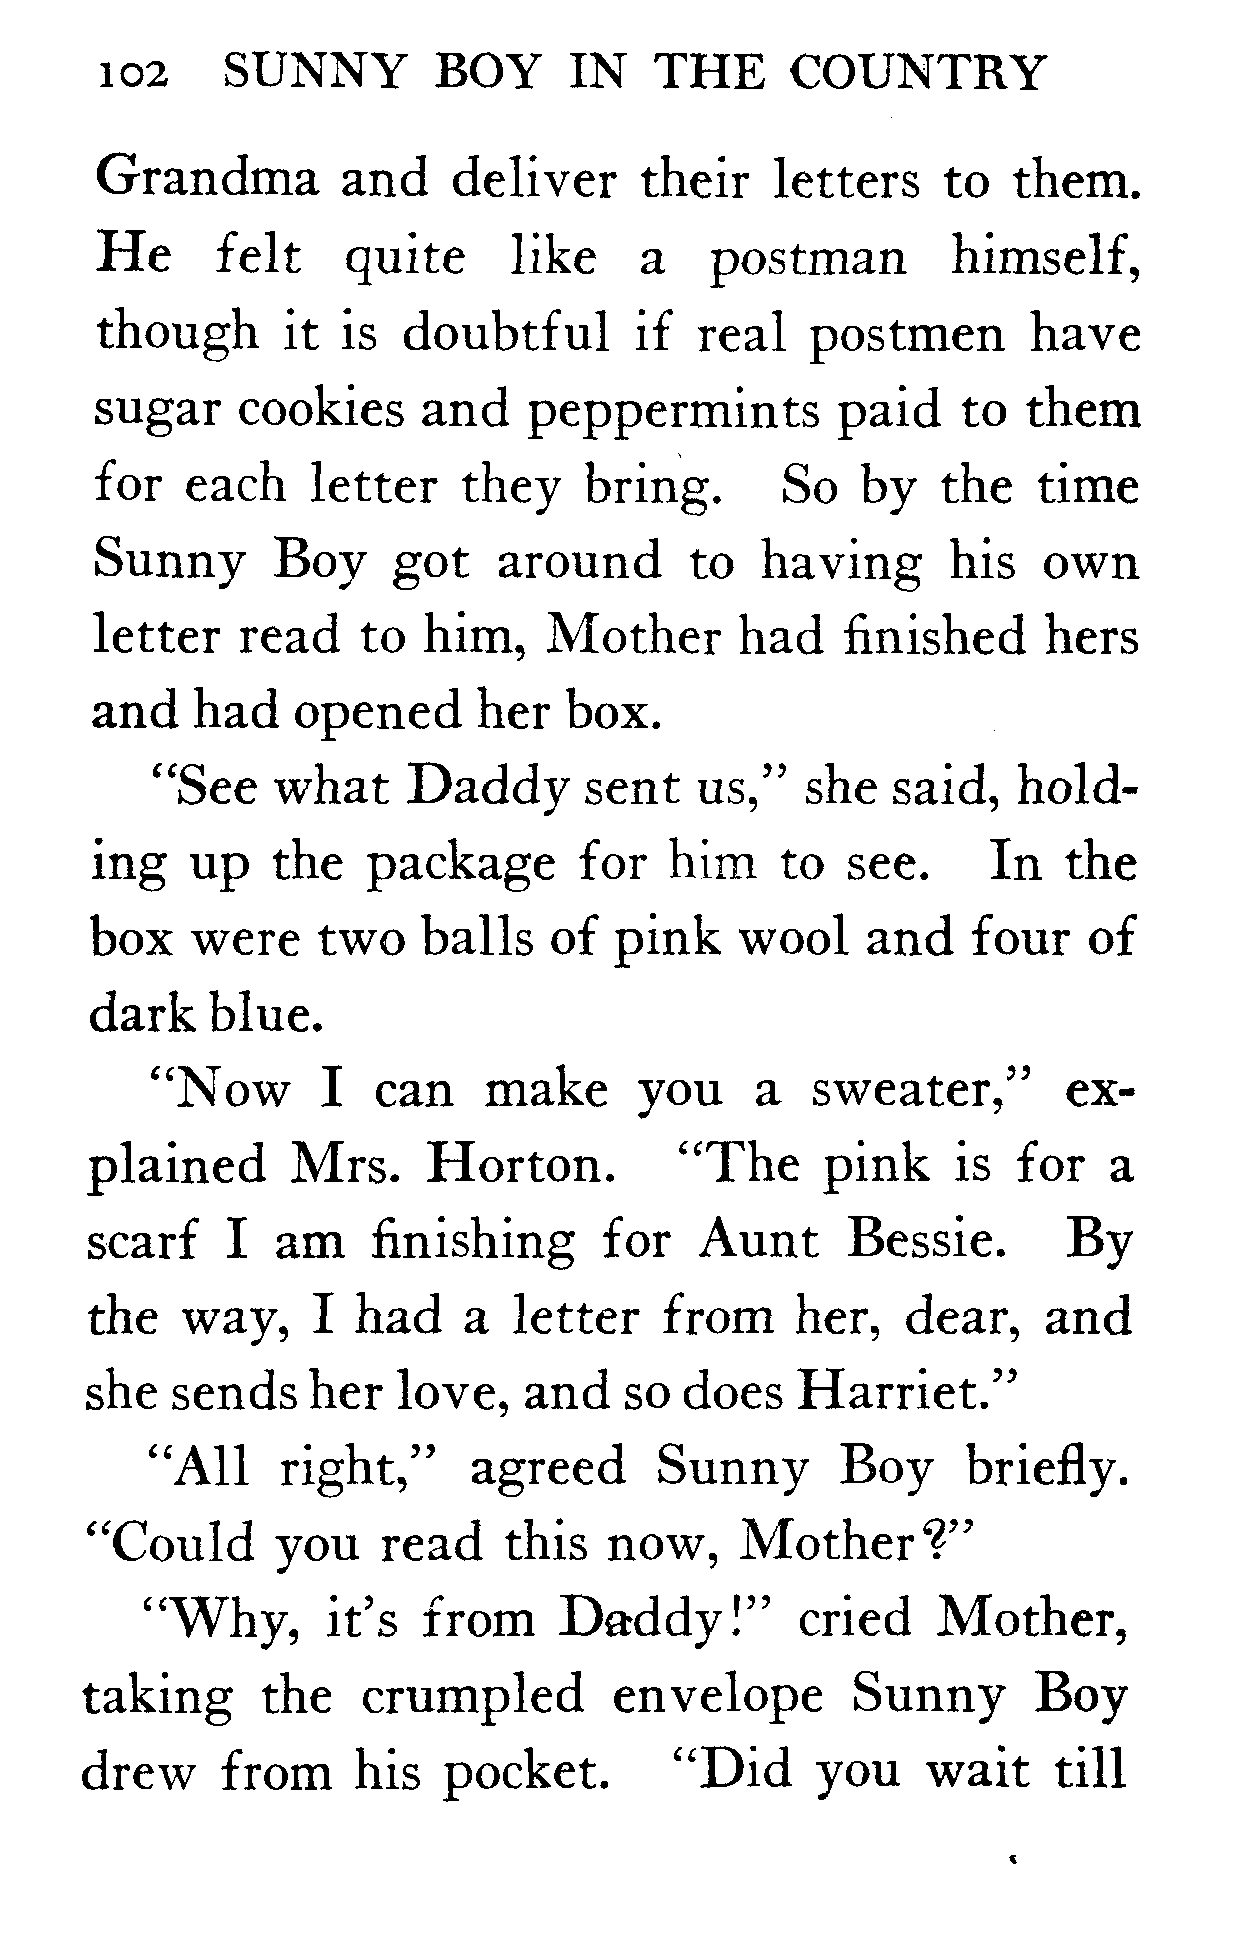 102 SUNNY BOY IN THE COUNTRY
Grandma and deliver their letters to them.
He felt quite like a postman himself,
though it is doubtful if real postmen have
sugar cookies and peppermints paid to them
for each letter they bring. So by the time
Sunny Boy got around to having his own
letter read to him, Mother had finished hers
and had opened her box.
“See what Daddy sent us,” she said, hold-
ing up the package for him to see. In the
box were two balls of pink wool and four of
dark blue.
“Now I can make you a sweater,” ex-
plained Mrs. Horton. “The pink is for a
scarf I am finishing for Aunt Bessie. By
the way, I had a letter from her, dear, and
she sends her love, and so does Harriet.”
“All right,” agreed Sunny Boy briefly.
“Could you read this now, Mother?”
“Why, it’s from Daddy!” cried Mother,
taking the crumpled envelope Sunny Boy
drew from his pocket. “Did you wait till